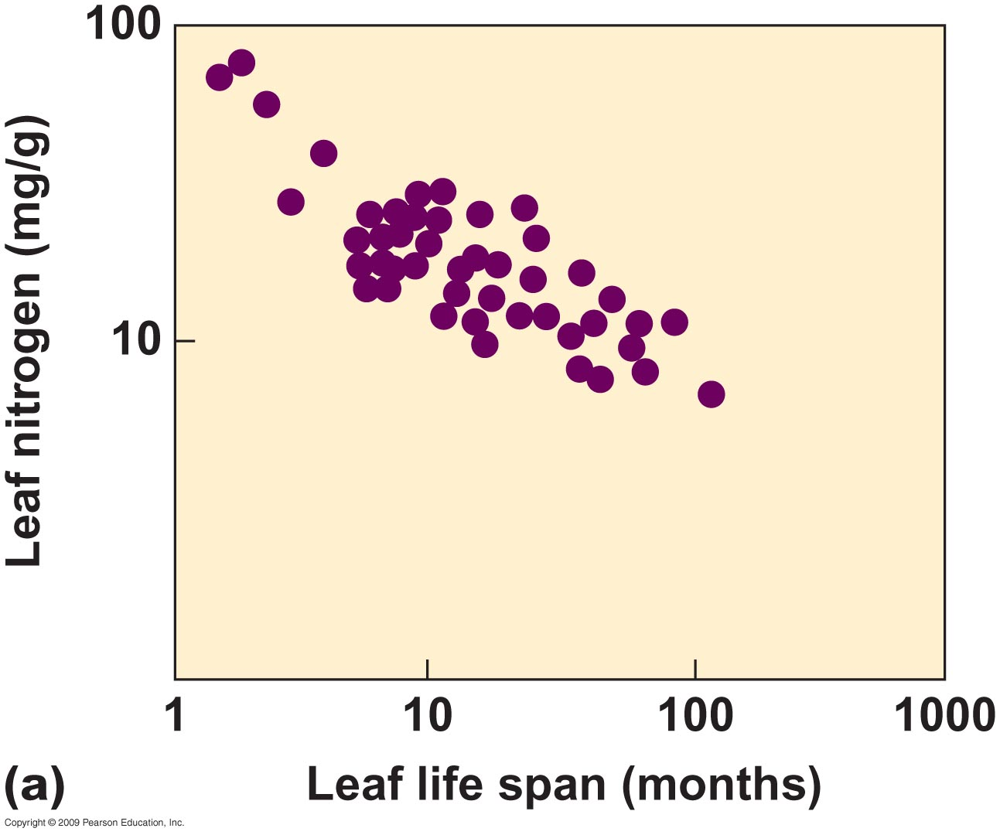 100
Leaf nitrogen (mg/g)
10
1 10 100 1000
(a) Leaf life span (months)
Copyright © 2009 Pearson Education, Inc.